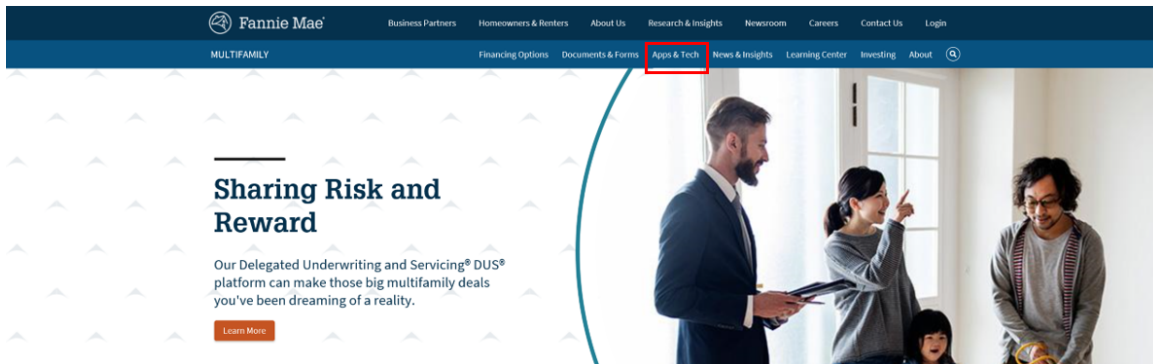 Fannie Mae®
Business Partners Homeowners & Renters About Us Research & Insights Newsroom Careers Contact Us Login
MULTIFAMILY
Financing Options Documents & Forms Apps & Tech News & Insights Learning Center Investing About
Sharing Risk and
Reward
Our Delegated Underwriting and Servicing® DUS®
platform can make those big multifamily deals
you've been dreaming of a reality.
Learn More